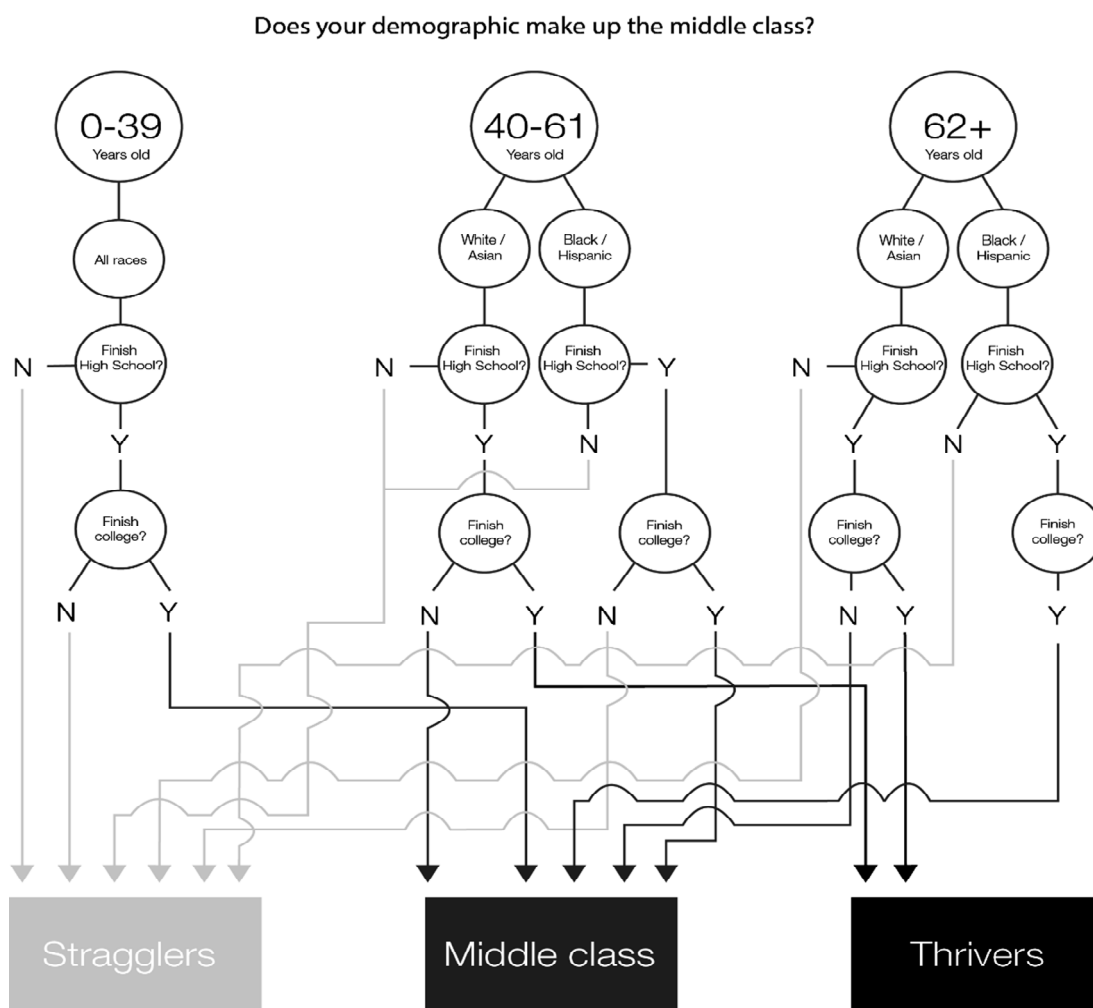 Does your demographic make up the middle class?
0-39
Years old
40-61
Years old
62+
Years old
All races
White /
Asian
Black /
Hispanic
White /
Asian
Black /
Hispanic
N
Finish
High School?
N
Finish
High School?
Finish
High School?
Y
N
Finish
High School?
Finish
High School?
Y
Y
N
Y
N
Y
Finish
college?
Finish
college?
Finish
college?
Finish
college?
Finish
college?
N
Y
N
Y
N
Y
N
Y
Y
Stragglers
Middle class
Thrivers